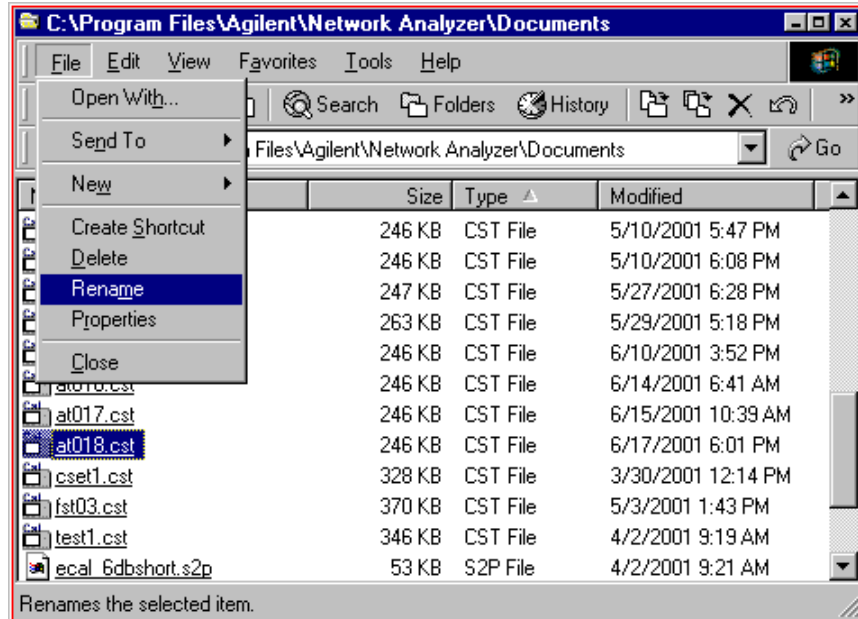 C:\Program Files\Agilent\Network Analyzer\Documents
File Edit View Favorites Tools Help
Search Folders History »
Files\Agilent\Network Analyzer\Documents Go
Size Type Modified
Open With...
Send To
New
Create Shortcut
Delete
Rename
Properties
Close
246 KB CST File 5/10/2001 5:47 PM
246 KB CST File 5/10/2001 6:08 PM
247 KB CST File 5/27/2001 6:28 PM
263 KB CST File 5/29/2001 5:18 PM
246 KB CST File 6/10/2001 3:52 PM
246 KB CST File 6/14/2001 6:41 AM
at017.cst 246 KB CST File 6/15/2001 10:39 AM
at018.cst 246 KB CST File 6/17/2001 6:01 PM
cset1.cst 328 KB CST File 3/30/2001 12:14 PM
fst03.cst 370 KB CST File 5/3/2001 1:43 PM
test1.cst 346 KB CST File 4/2/2001 9:19 AM
ecal_6dbshort.s2p 53 KB S2P File 4/2/2001 9:21 AM
Renames the selected item.